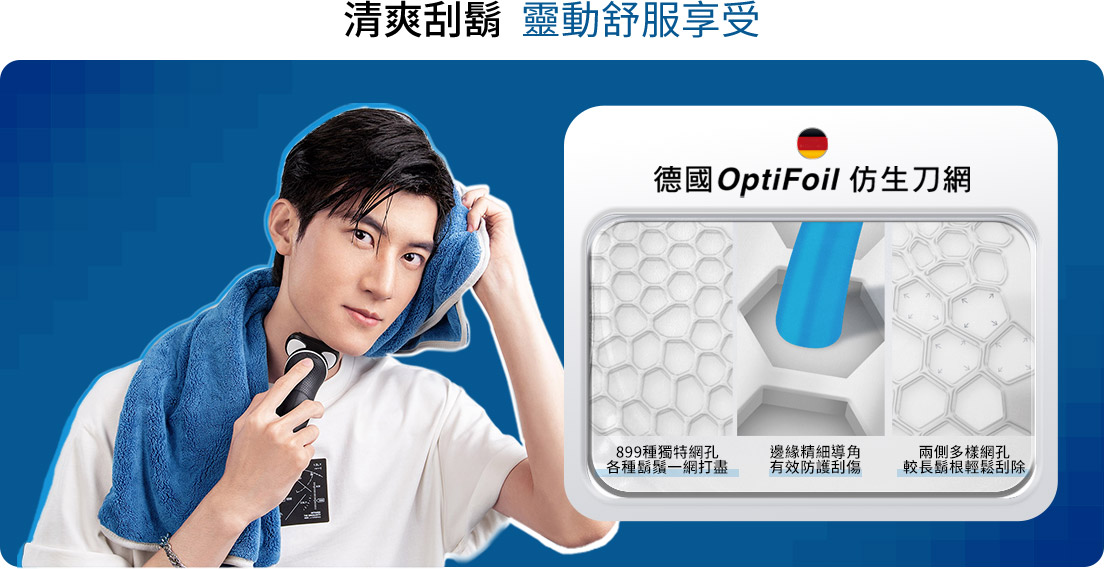 清爽刮鬍 靈動舒服享受
德國OptiFoil 仿生刀網
899種獨特網孔
各種鬍鬚一網打盡
邊緣精細導角
有效防護刮傷
兩側多樣網孔
較長鬍根輕鬆刮除